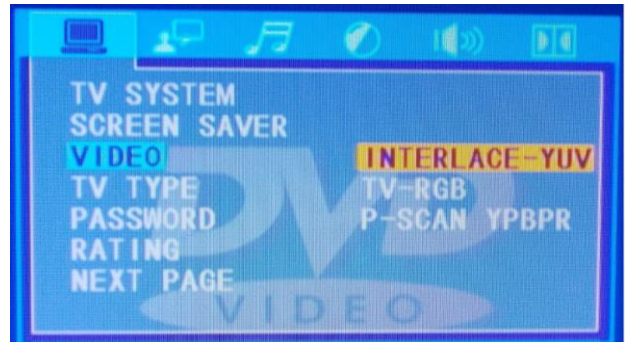 TV SYSTEM
SCREEN SAVER
VIDEO INTERLACE-YUV
TV TYPE TV-RGB
PASSWORD P-SCAN YPBPR
RATING
NEXT PAGE
DVD
VIDEO